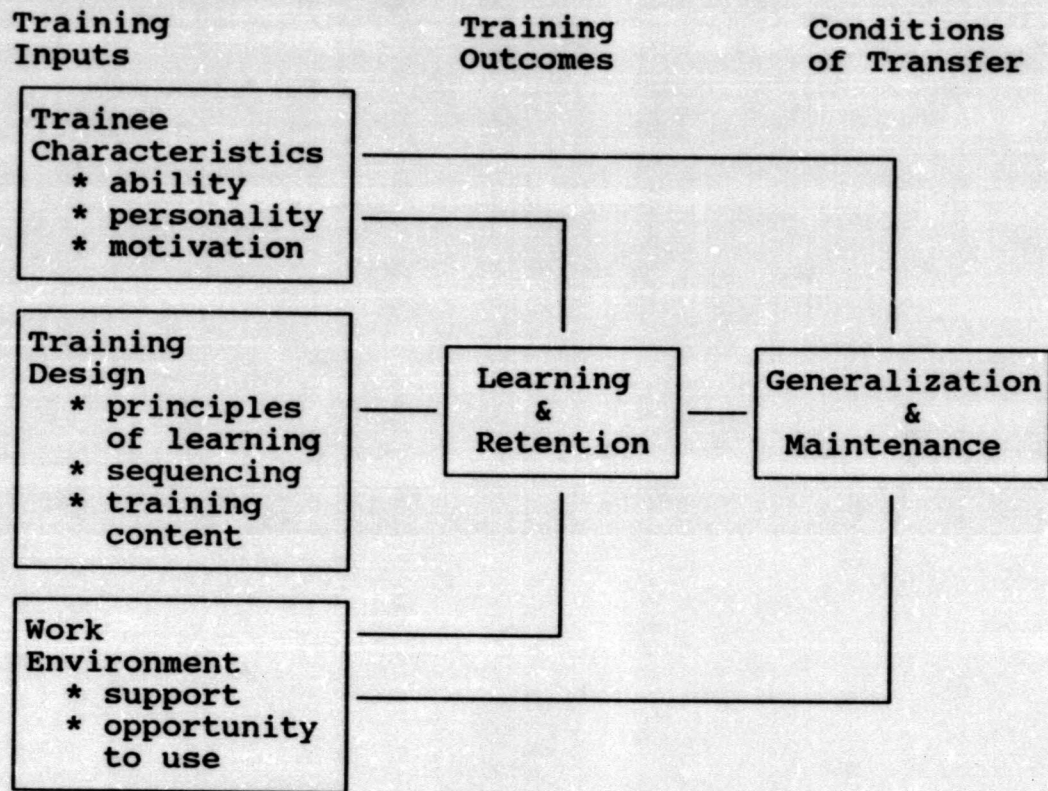 Training
Inputs
Training
Outcomes
Conditions
of Transfer
Trainee
Characteristics
* ability
* personality
* motivation
Training
Design
* principles
of learning
* sequencing
* training
content
Work
Environment
* support
* opportunity
to use
Learning
&
Retention
Generalization
&
Maintenance